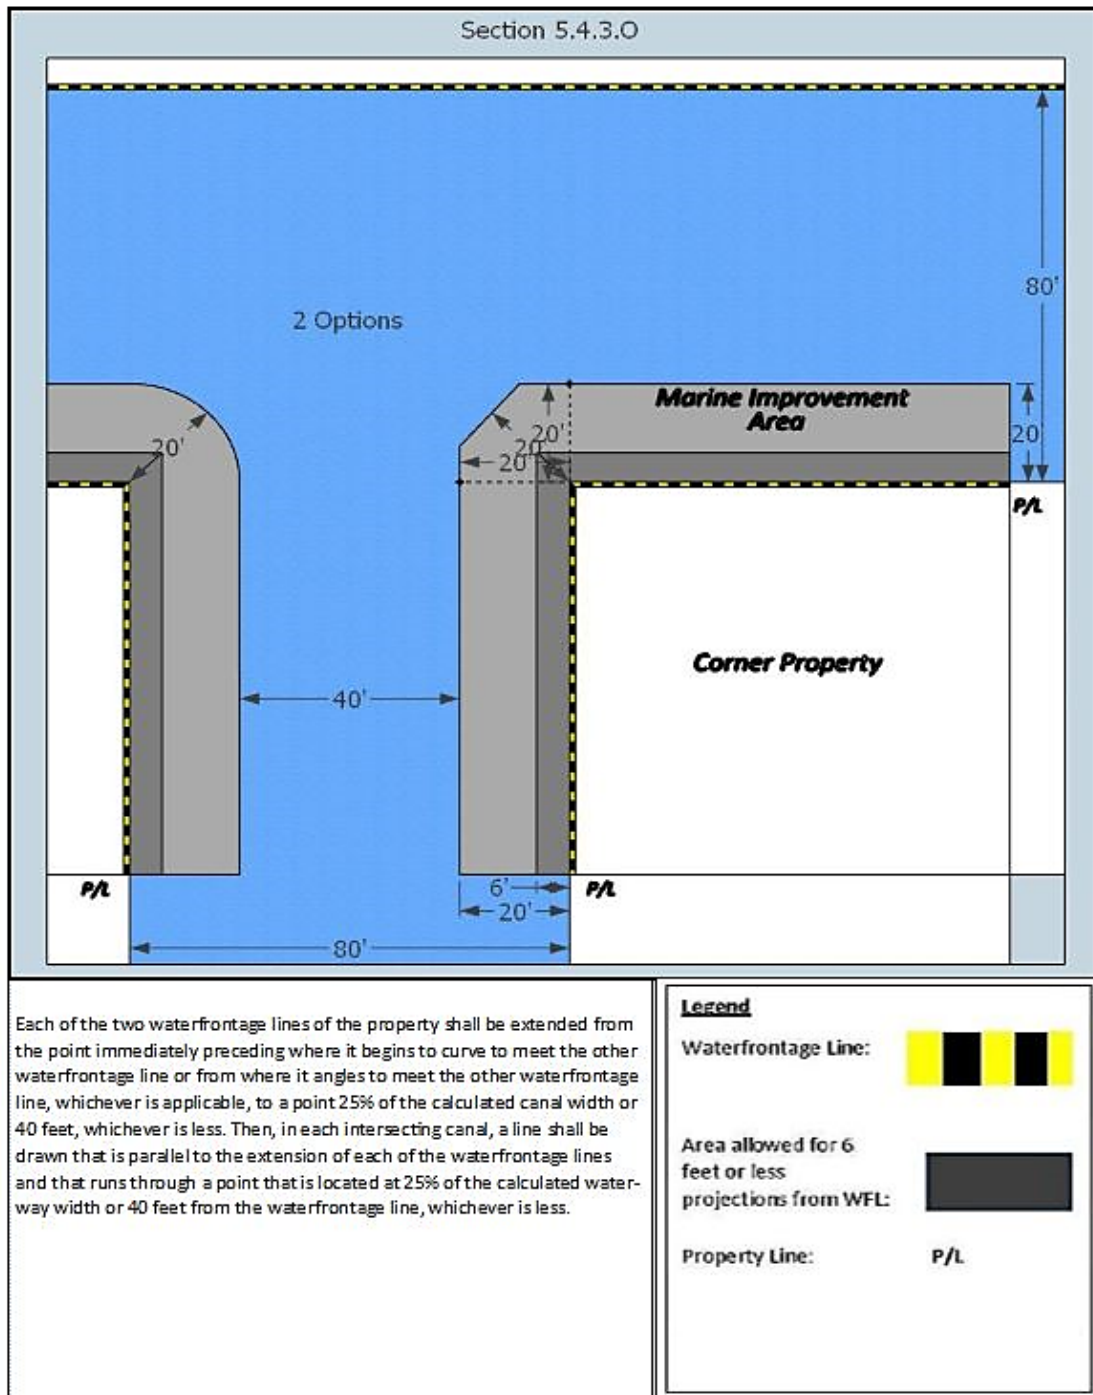 Section 5.4.3.O
80'
2 Options
Marine Improvement
Area
20'
20'
20
20'
20
P/L
Corner Property
40'
P/L
6'
P/L
20'
80'
Each of the two waterfrontage lines of the property shall be extended from
the point immediately preceding where it begins to curve to meet the other
waterfrontage line or from where it angles to meet the other waterfrontage
line, whichever is applicable, to a point 25% of the calculated canal width or
40 feet, whichever is less. Then, in each intersecting canal, a line shall be
drawn that is parallel to the extension of each of the waterfrontage lines
and that runs through a point that is located at 25% of the calculated water-
way width or 40 feet from the waterfrontage line, whichever is less.
Legend
Waterfrontage Line:
Area allowed for 6
feet or less
projections from WFL:
Property Line: P/L